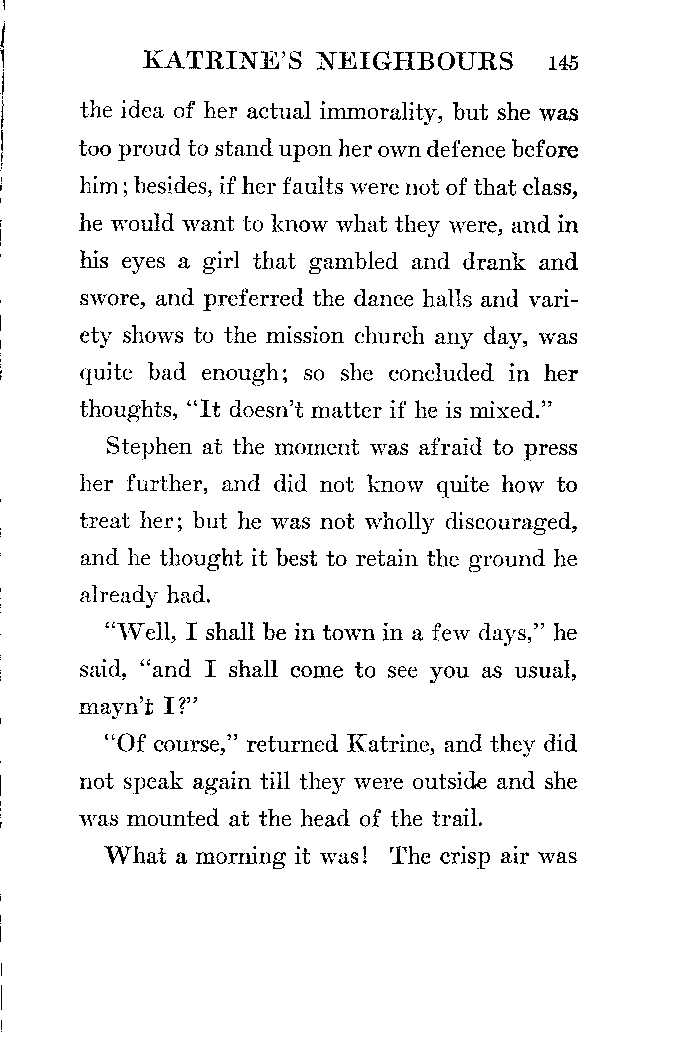 KATRINE'S NEIGHBOURS 145
the idea of her actual immorality, but she was
too proud to stand upon her own defence before
him; besides, if her faults were not of that class,
he would want to know what they were, and in
his eyes a girl that gambled and drank and
swore, and preferred the dance halls and vari-
ety shows to the mission church any day, was
quite bad enough; so she concluded in her
thoughts, “It doesn't matter if he is mixed.”
Stephen at the moment was afraid to press
her further, and did not know quite how to
treat her; but he was not wholly discouraged,
and he thought it best to retain the ground he
already had.
“Well, I shall be in town in a few days,” he
said, “and I shall come to see you as usual,
mayn't I?”
“Of course,” returned Katrine, and they did
not speak again till they were outside and she
was mounted at the head of the trail.
What a morning it was! The crisp air was